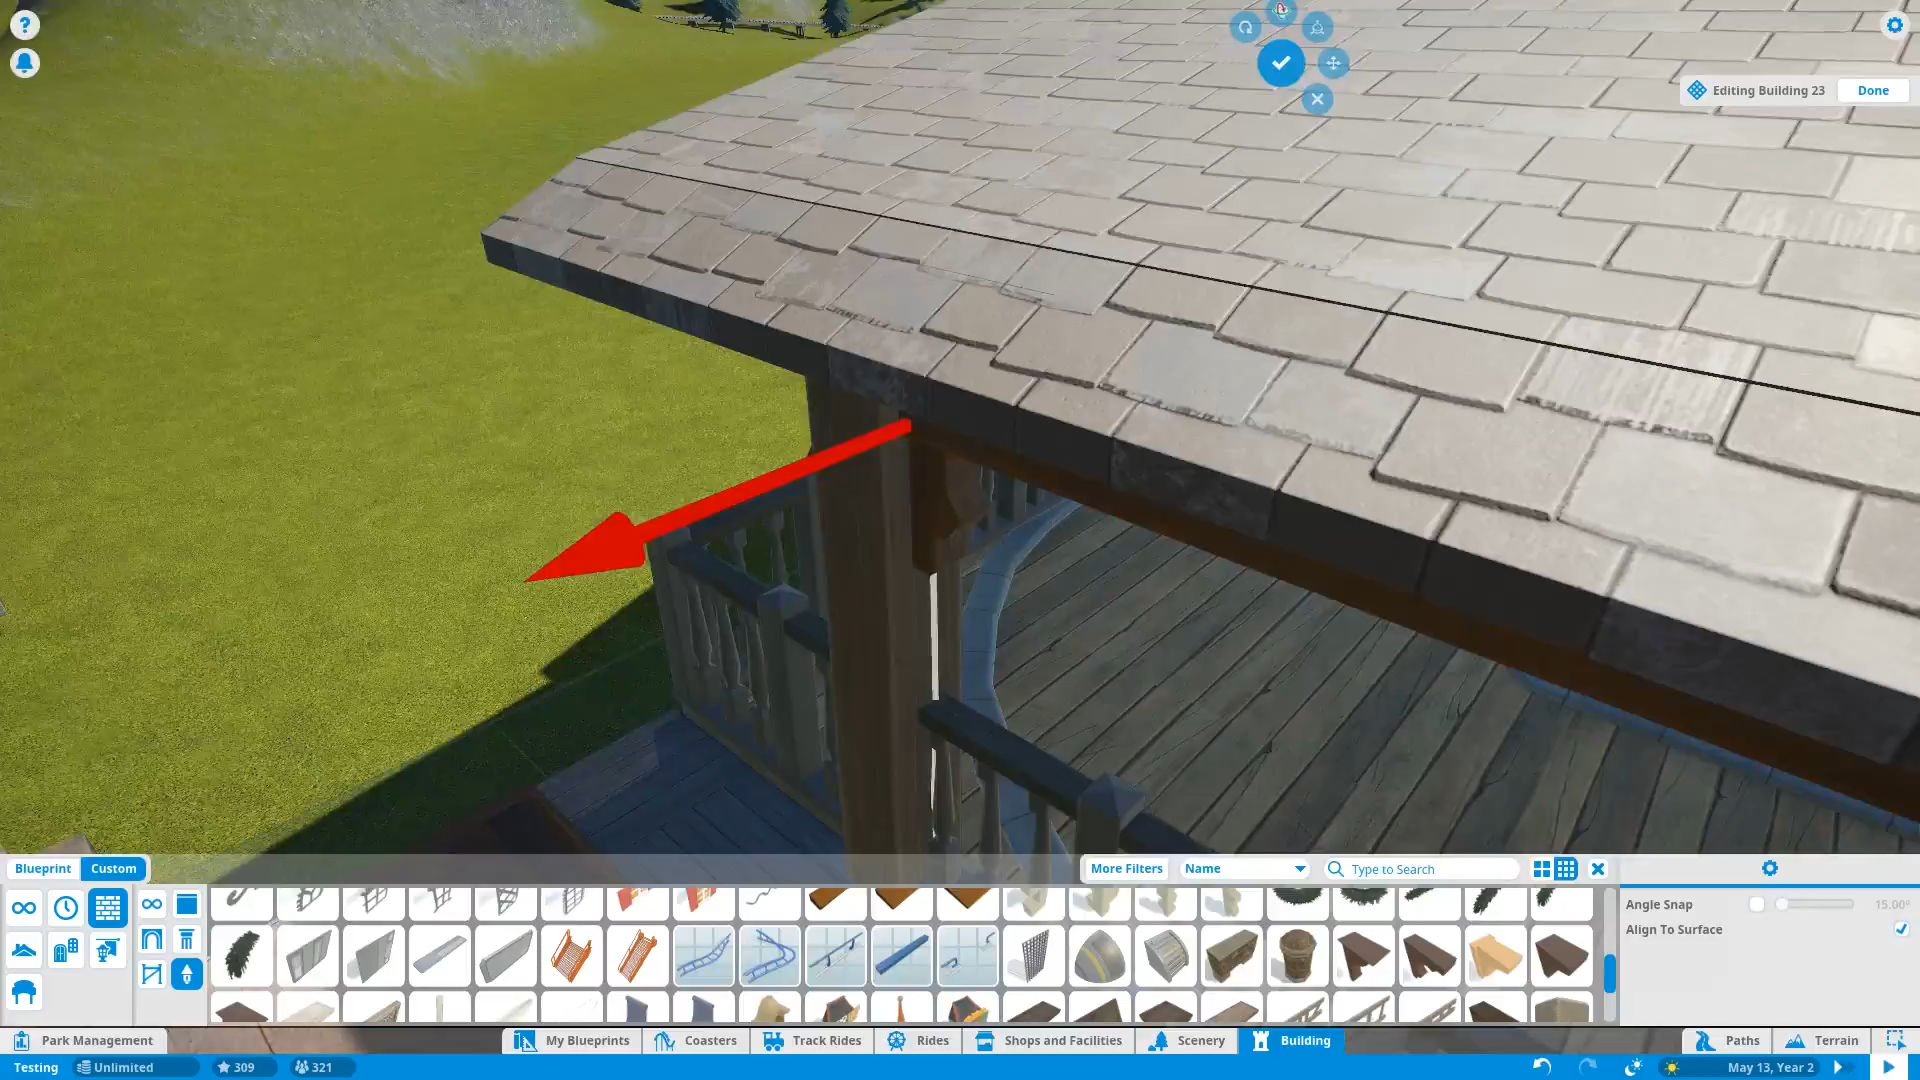 ?
Editing Building 23 Done
Blueprint Custom More Filters Name Type to Search
Angle Snap 15.00°
Align To Surface
Park Management My Blueprints Coasters Track Rides Rides Shops and Facilities Scenery Building Paths Terrain
Testing Unlimited 309 321 May 13, Year 2